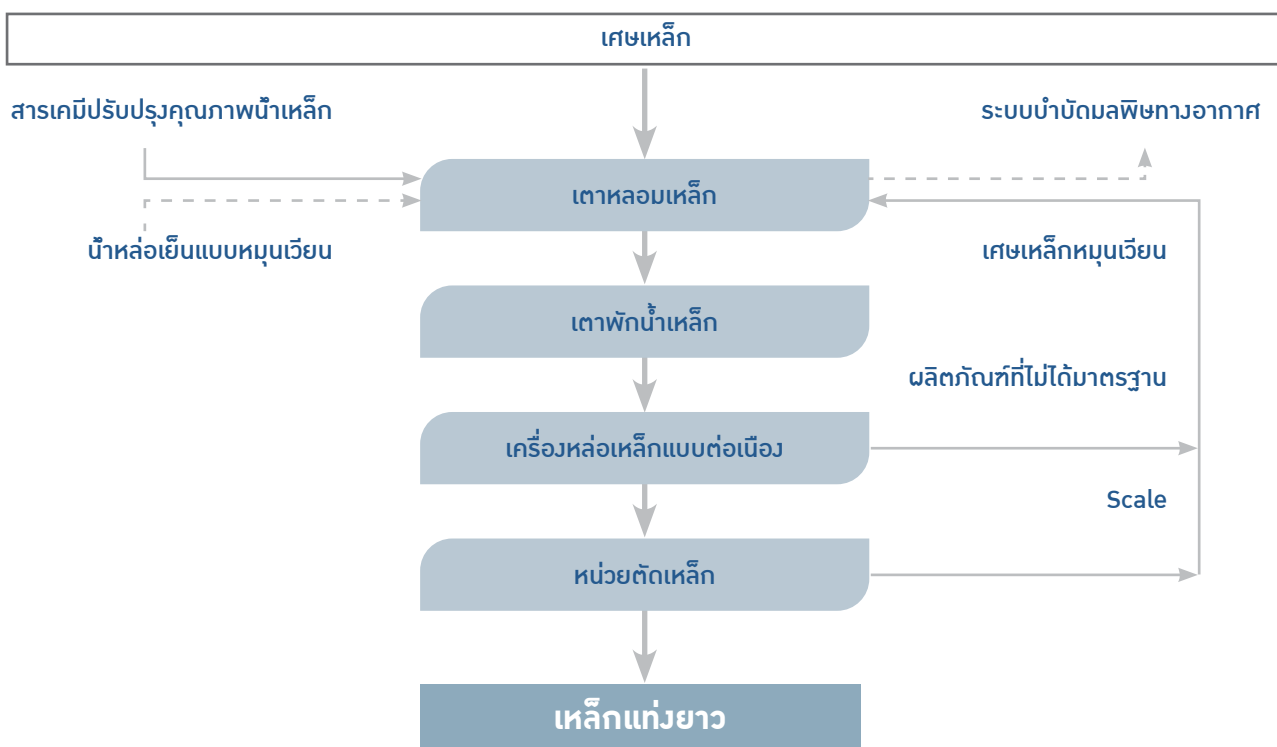 เศษเหล็ก
สารเคมีปรับปรุงคุณภาพน้ำเหล็ก
ระบบบำบัดมลพิษทางอากาศ
เตาหลอมเหล็ก
น้ำหล่อเย็นแบบหมุนเวียน
เศษเหล็กหมุนเวียน
เตาพักน้ำเหล็ก
ผลิตภัณฑ์ที่ไม่ได้มาตรฐาน
เครื่องหล่อเหล็กแบบต่อเนื่อง
Scale
หน่วยตัดเหล็ก
เหล็กแท่งยาว